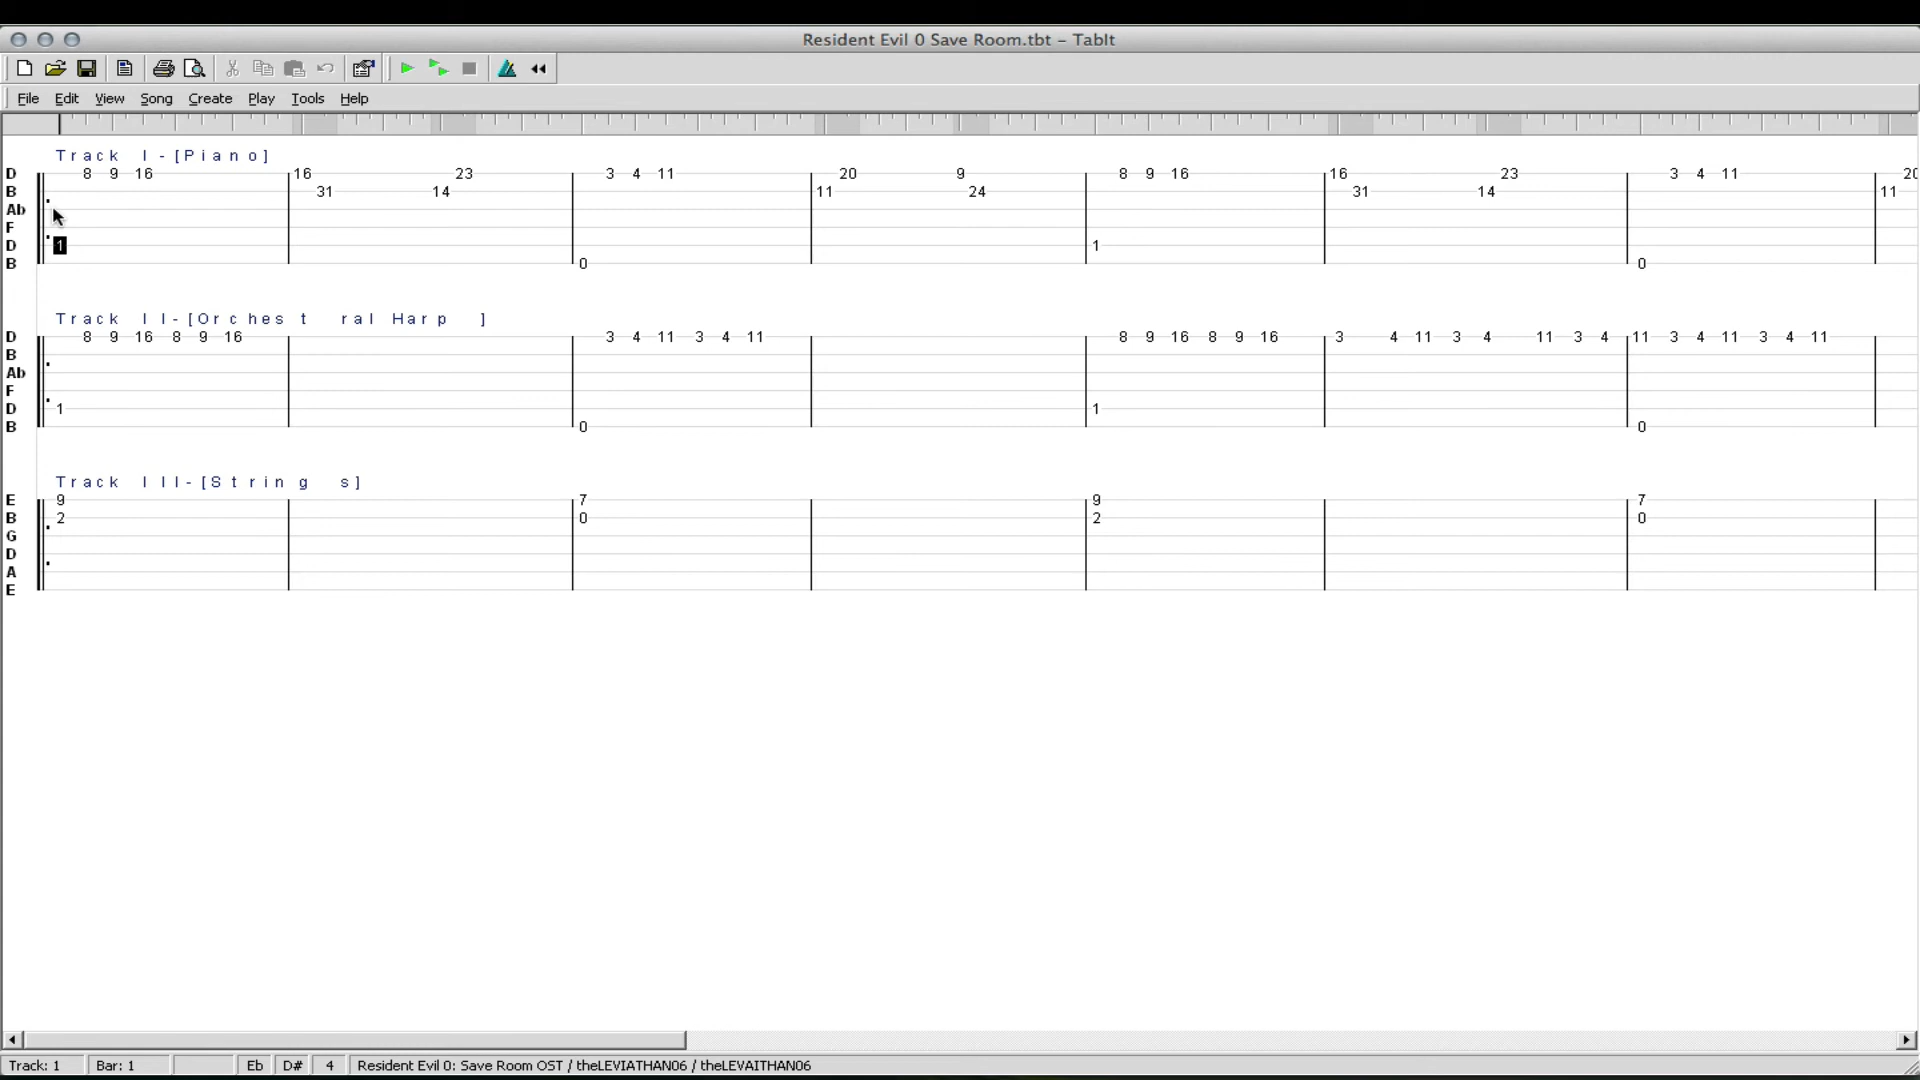 Resident Evil 0 Save Room.tbt – TabIt
File Edit View Song Create Play Tools Help
Track I-[Piano]
D 8 9 16 16 23 3 4 11 20 9 8 9 16 16 23 3 4 11 20
B 31 14 11 24 31 14 11
Ab
F
D 1 1
B 0 0
Track II-[Orchestral Harp ]
D 8 9 16 8 9 16 3 4 11 3 4 11 8 9 16 8 9 16 3 4 11 3 4 11 3 4 11 3 4 11 3 4 11
B
Ab
F
D 1 1
B 0 0
Track III-[Strings]
E 9 7 9 7
B 2 0 2 0
G
D
A
E
Track: 1 Bar: 1 Eb D# 4 Resident Evil 0: Save Room OST / theLEVIATHAN06 / theLEVAITHAN06